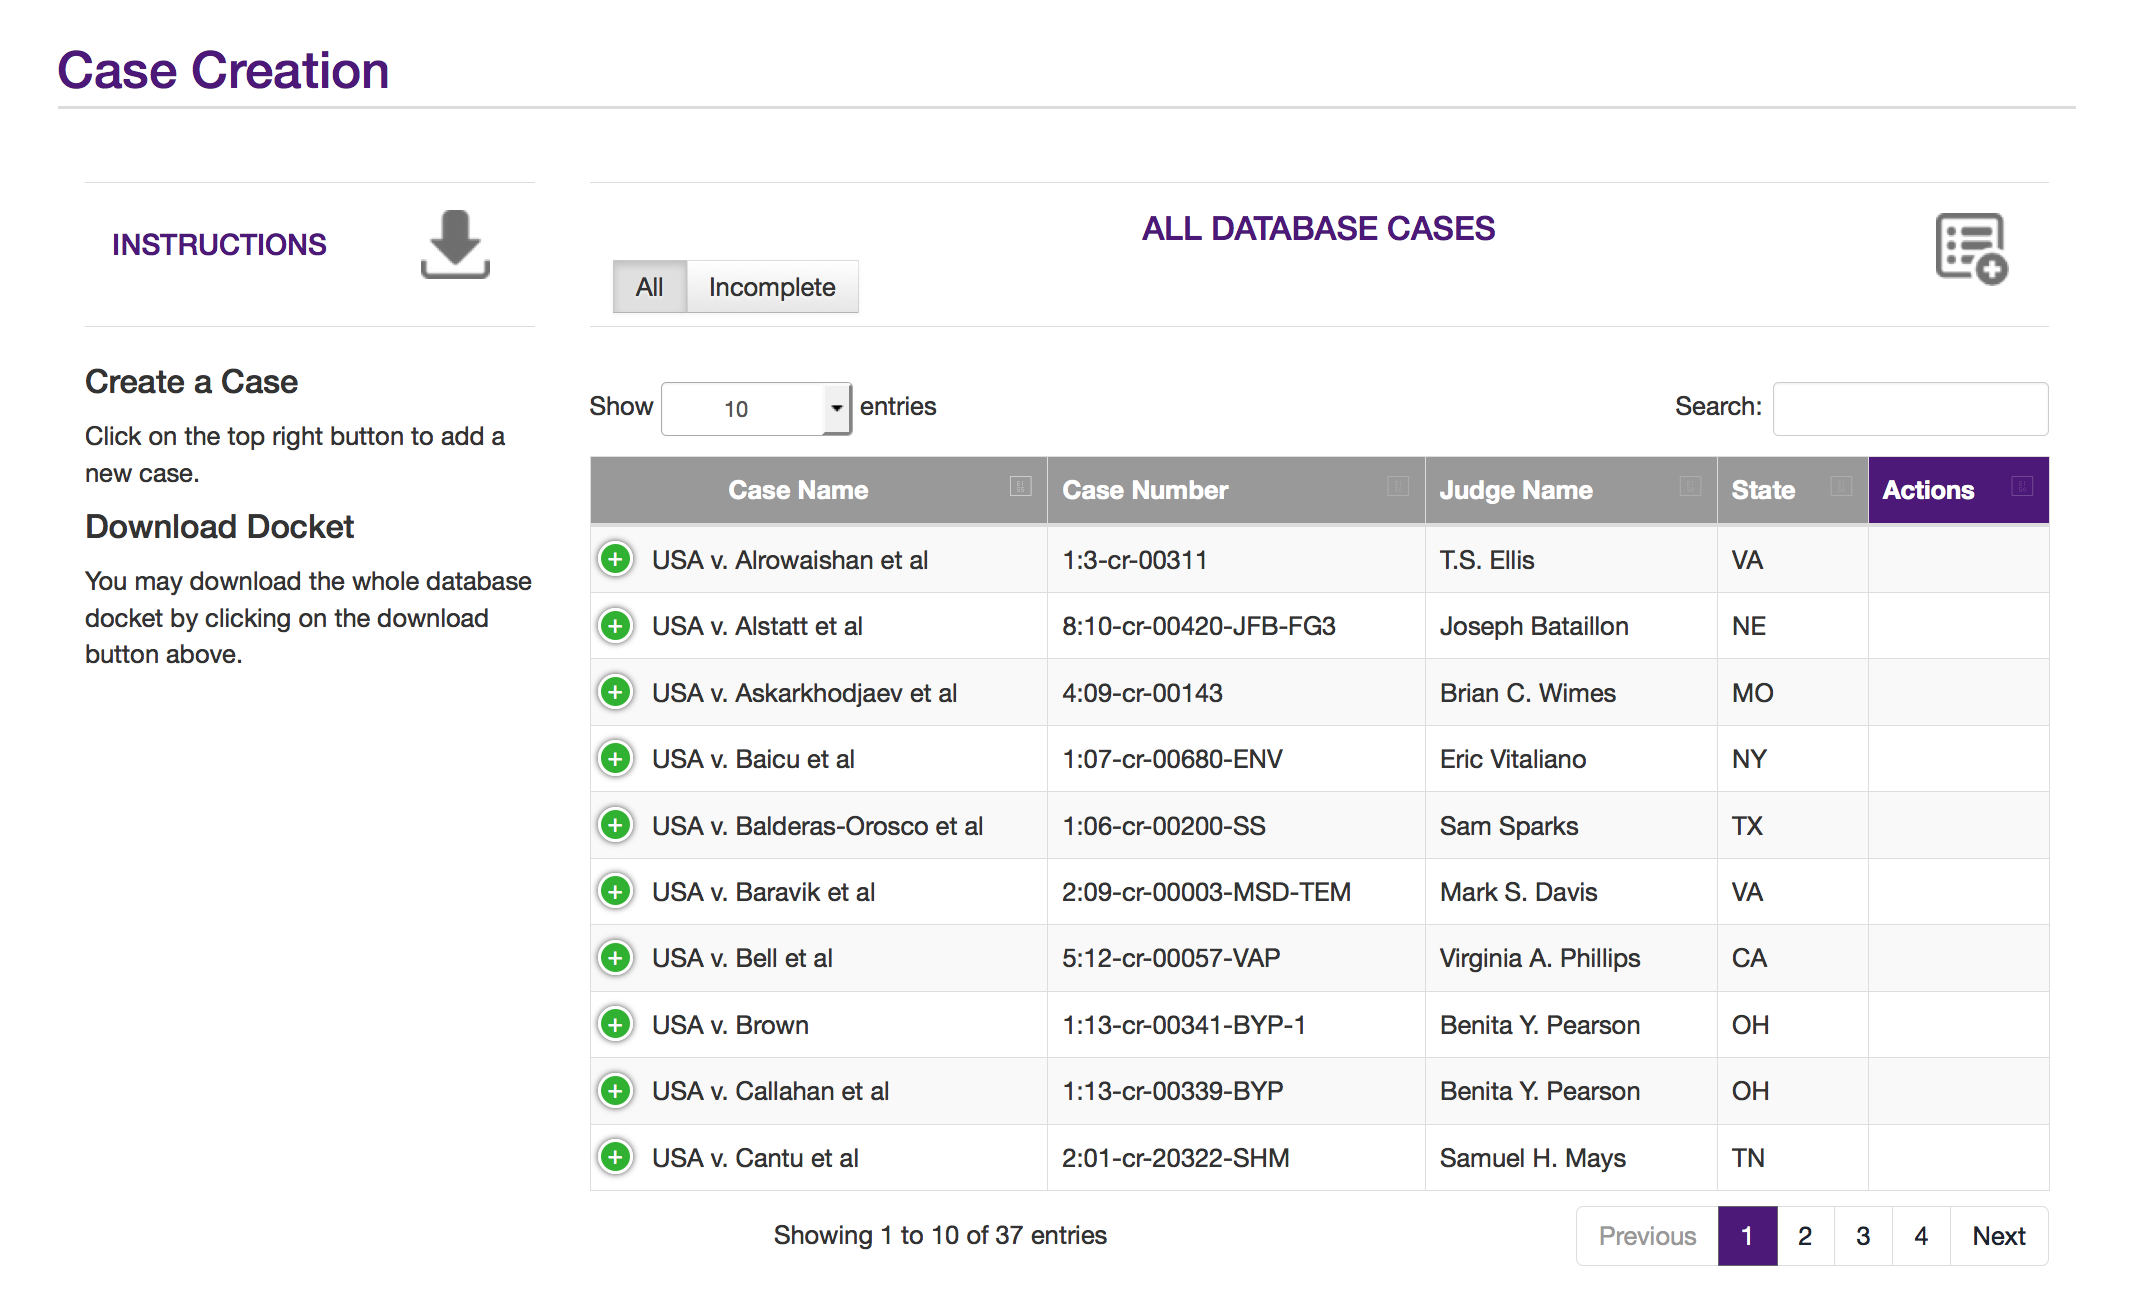 Case Creation
INSTRUCTIONS
ALL DATABASE CASES
All Incomplete
Create a Case
Click on the top right button to add a
new case.
Download Docket
You may download the whole database
docket by clicking on the download
button above.
Show 10 entries Search:
Case Name Case Number Judge Name State Actions
USA v. Alrowaishan et al 1:3-cr-00311 T.S. Ellis VA
USA v. Alstatt et al 8:10-cr-00420-JFB-FG3 Joseph Bataillon NE
USA v. Askarkhodjaev et al 4:09-cr-00143 Brian C. Wimes MO
USA v. Baicu et al 1:07-cr-00680-ENV Eric Vitaliano NY
USA v. Balderas-Orosco et al 1:06-cr-00200-SS Sam Sparks TX
USA v. Baravik et al 2:09-cr-00003-MSD-TEM Mark S. Davis VA
USA v. Bell et al 5:12-cr-00057-VAP Virginia A. Phillips CA
USA v. Brown 1:13-cr-00341-BYP-1 Benita Y. Pearson OH
USA v. Callahan et al 1:13-cr-00339-BYP Benita Y. Pearson OH
USA v. Cantu et al 2:01-cr-20322-SHM Samuel H. Mays TN
Showing 1 to 10 of 37 entries
Previous 1 2 3 4 Next